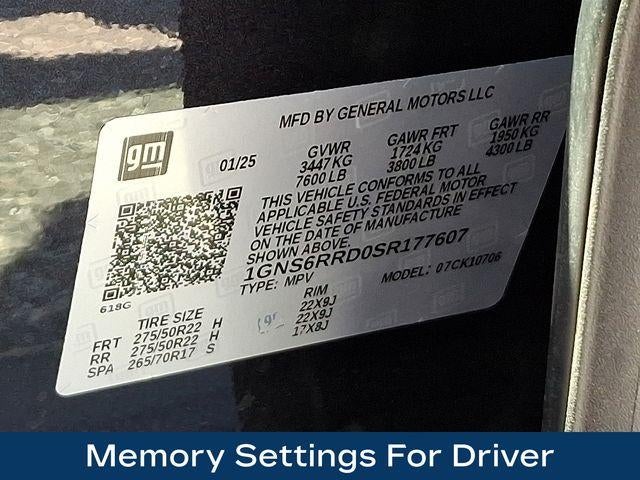 MFD BY GENERAL MOTORS LLC
gm
01/25
GVWR GAWR FRT GAWR RR
3447 KG 1724 KG 1950 KG
7600 LB 3800 LB 4300 LB
THIS VEHICLE CONFORMS TO ALL
APPLICABLE U.S. FEDERAL MOTOR
VEHICLE SAFETY STANDARDS IN EFFECT
ON THE DATE OF MANUFACTURE
SHOWN ABOVE.
1GNS6RRD0SR177607
TYPE: MPV MODEL: 07CK10706
618G
TIRE SIZE RIM
FRT 275/50R22 H 22X9J
RR 275/50R22 H 22X9J
SPA 265/70R17 S 17X8J
Memory Settings For Driver